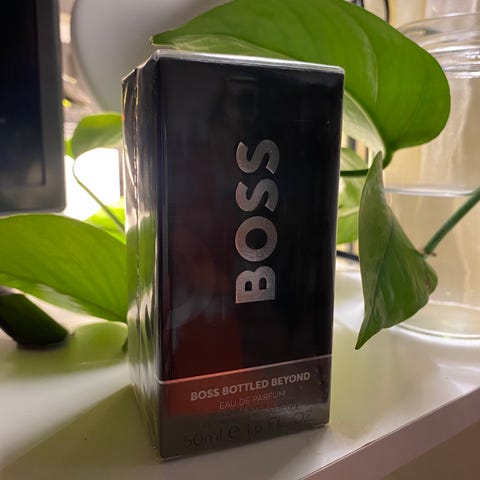 BOSS
BOSS BOTTLED BEYOND
EAU DE PARFUM
50ml ℮ 1.6 FL. OZ.